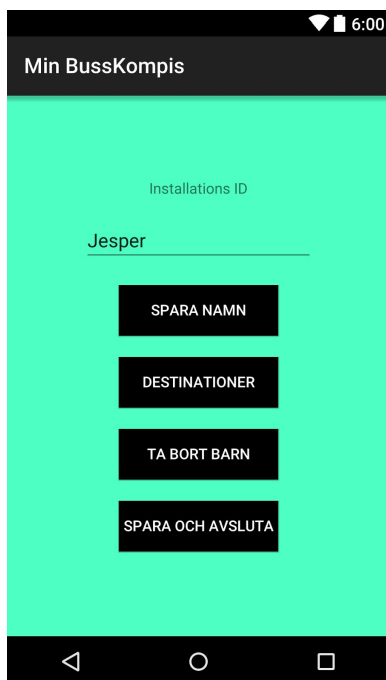 6:00
Min BussKompis
Installations ID
Jesper
SPARA NAMN
DESTINATIONER
TA BORT BARN
SPARA OCH AVSLUTA